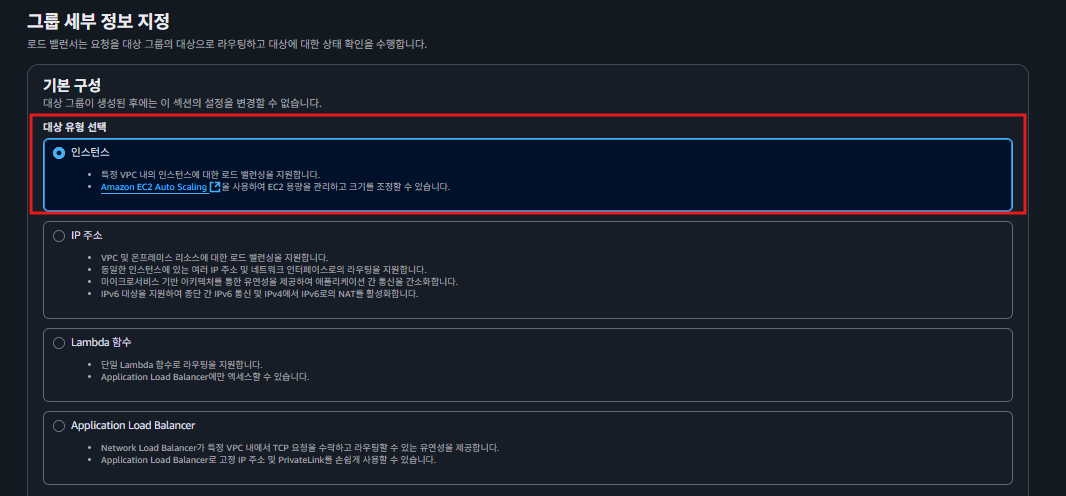 그룹 세부 정보 지정
로드 밸런서는 요청을 대상 그룹의 대상으로 라우팅하고 대상에 대한 상태 확인을 수행합니다.
기본 구성
대상 그룹이 생성된 후에는 이 섹션의 설정을 변경할 수 없습니다.
대상 유형 선택
인스턴스
• 특정 VPC 내의 인스턴스에 대한 로드 밸런싱을 지원합니다.
• Amazon EC2 Auto Scaling을 사용하여 EC2 용량을 관리하고 크기를 조정할 수 있습니다.
IP 주소
• VPC 및 온프레미스 리소스에 대한 로드 밸런싱을 지원합니다.
• 동일한 인스턴스에 있는 여러 IP 주소 및 네트워크 인터페이스로의 라우팅을 지원합니다.
• 마이크로서비스 기반 아키텍처를 통한 유연성을 제공하여 애플리케이션 간 통신을 간소화합니다.
• IPv6 대상을 지원하여 종단 간 IPv6 통신 및 IPv4에서 IPv6로의 NAT를 활성화합니다.
Lambda 함수
• 단일 Lambda 함수로 라우팅을 지원합니다.
• Application Load Balancer에만 액세스할 수 있습니다.
Application Load Balancer
• Network Load Balancer가 특정 VPC 내에서 TCP 요청을 수락하고 라우팅할 수 있는 유연성을 제공합니다.
• Application Load Balancer로 고정 IP 주소 및 PrivateLink를 손쉽게 사용할 수 있습니다.